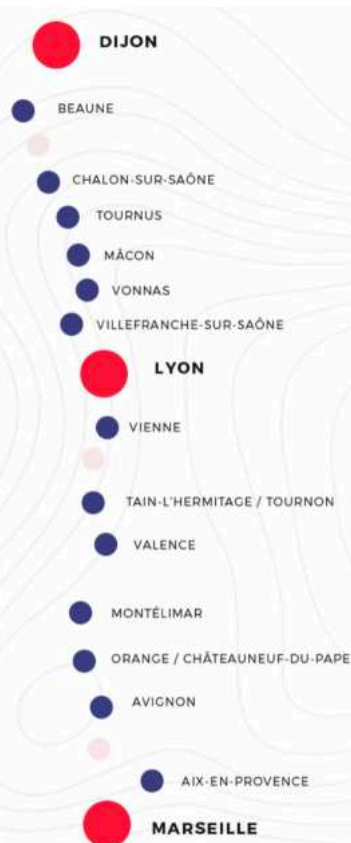 DIJON
BEAUNE
CHALON-SUR-SAÔNE
TOURNUS
MÂCON
VONNAS
VILLEFRANCHE-SUR-SAÔNE
LYON
VIENNE
TAIN-L'HERMITAGE / TOURNON
VALENCE
MONTÉLIMAR
ORANGE / CHÂTEAUNEUF-DU-PAPE
AVIGNON
AIX-EN-PROVENCE
MARSEILLE